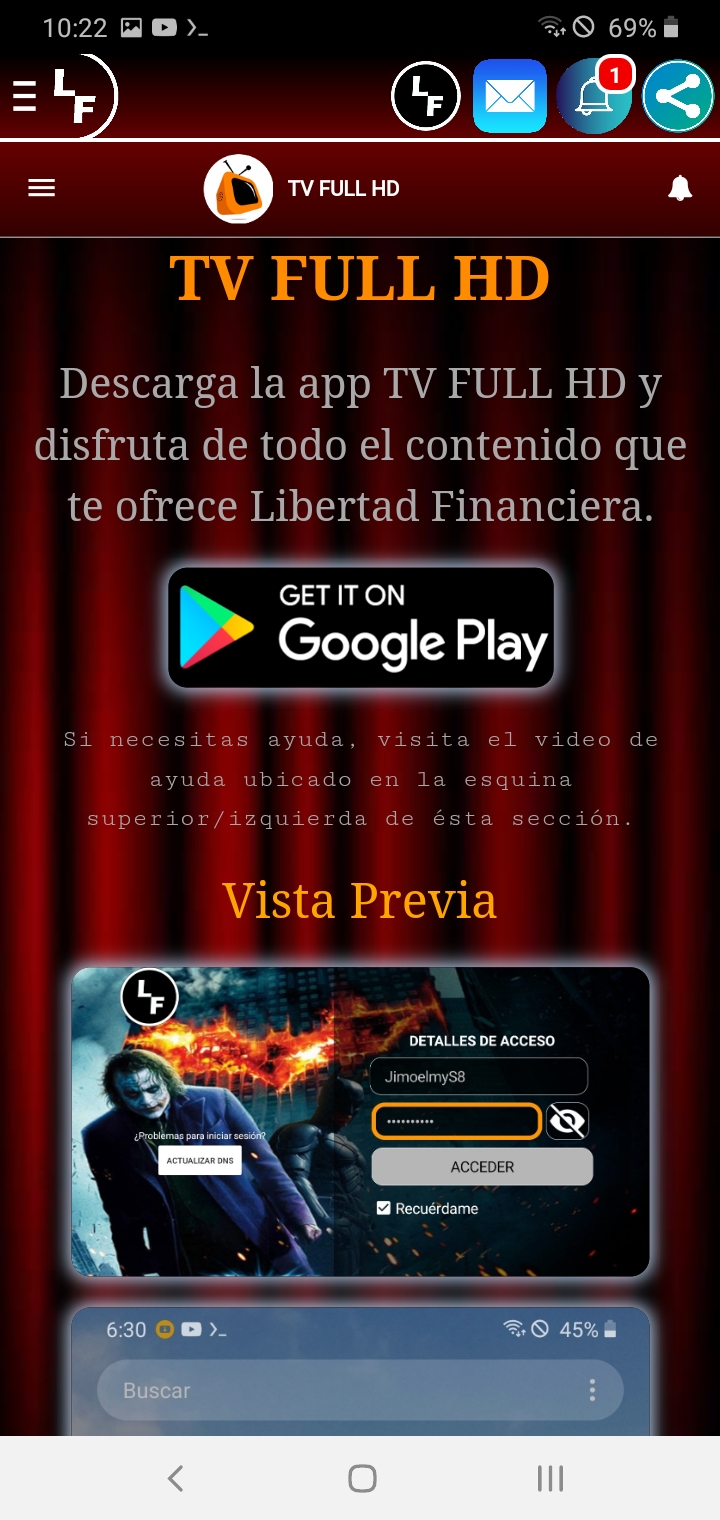 10:22
69%
LF
LF
1
TV FULL HD
TV FULL HD
Descarga la app TV FULL HD y
disfruta de todo el contenido que
te ofrece Libertad Financiera.
GET IT ON
Google Play
Si necesitas ayuda, visita el video de
ayuda ubicado en la esquina
superior/izquierda de ésta sección.
Vista Previa
LF
DETALLES DE ACCESO
JimoelmyS8
••••••••••
¿Problemas para iniciar sesión?
ACTUALIZAR DNS
ACCEDER
Recuérdame
6:30
45%
Buscar